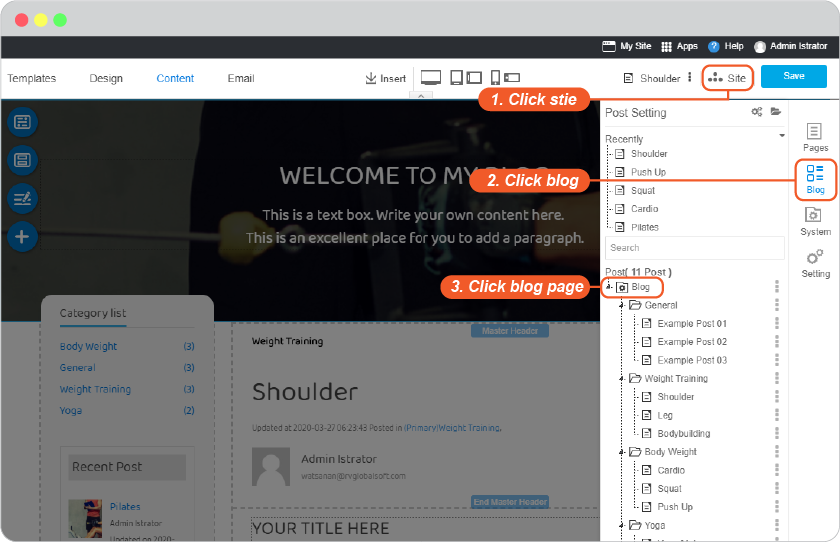 My Site Apps Help Admin Istrator
Templates Design Content Email Insert Shoulder Site Save
1. Click stie
Post Setting
Recently
Shoulder
Push Up
Squat
Cardio
Pilates
Search
Post( 11 Post )
Blog
General
Example Post 01
Example Post 02
Example Post 03
Weight Training
Shoulder
Leg
Bodybuilding
Body Weight
Cardio
Squat
Push Up
Yoga
Pages
Blog
System
Setting
2. Click blog
3. Click blog page
WELCOME TO MY
This is a text box. Write your own content here.
This is an excellent place for you to add a paragraph.
Category list
Body Weight (3)
General (3)
Weight Training (3)
Yoga (2)
Recent Post
Pilates
Admin Istrator
Updated on 2020-
Master Header
Weight Training
Shoulder
Updated at 2020-03-27 06:23:43 Posted in (Primary)Weight Training,
Admin Istrator
watsanan@rvglobalsoft.com
End Master Header
YOUR TITLE HERE